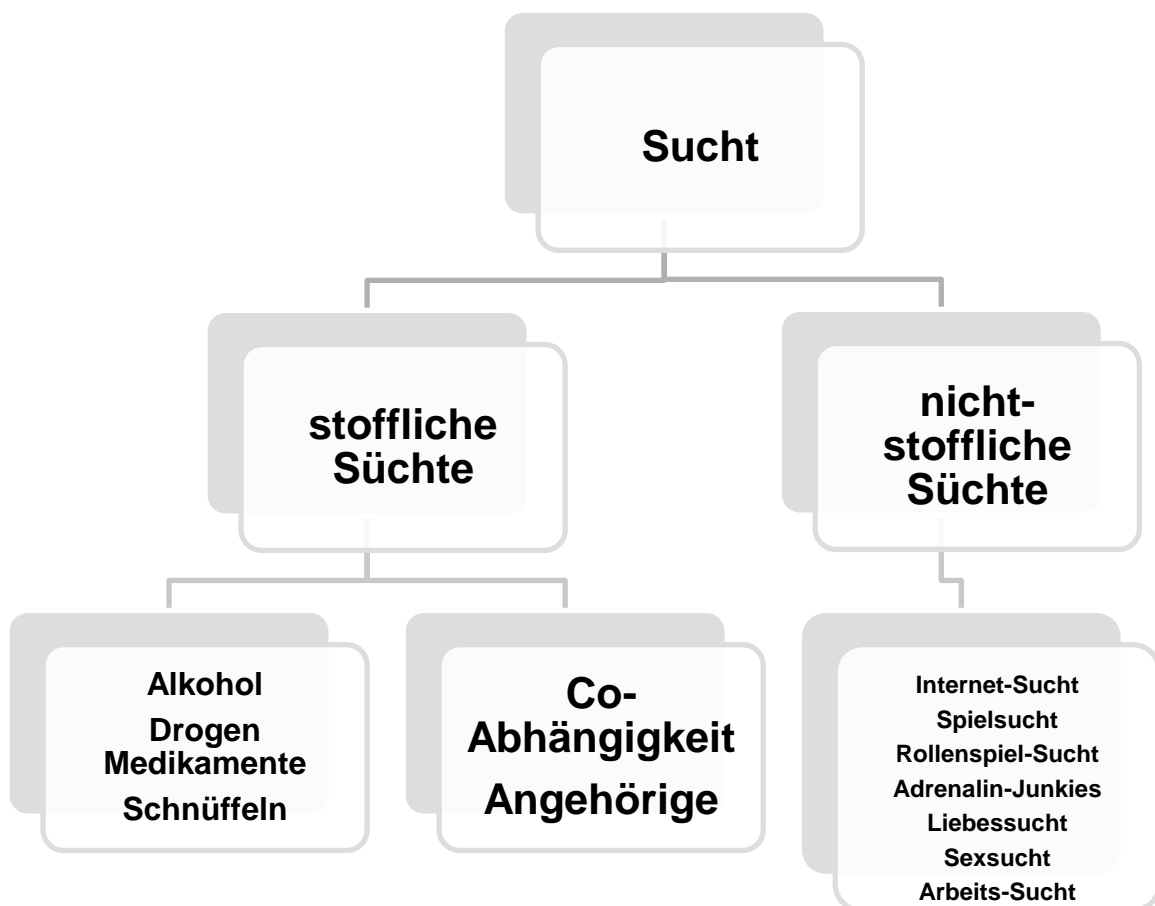 Sucht
stoffliche
Süchte
nicht-
stoffliche
Süchte
Alkohol
Drogen
Medikamente
Schnüffeln
Co-
Abhängigkeit
Angehörige
Internet-Sucht
Spielsucht
Rollenspiel-Sucht
Adrenalin-Junkies
Liebessucht
Sexsucht
Arbeits-Sucht